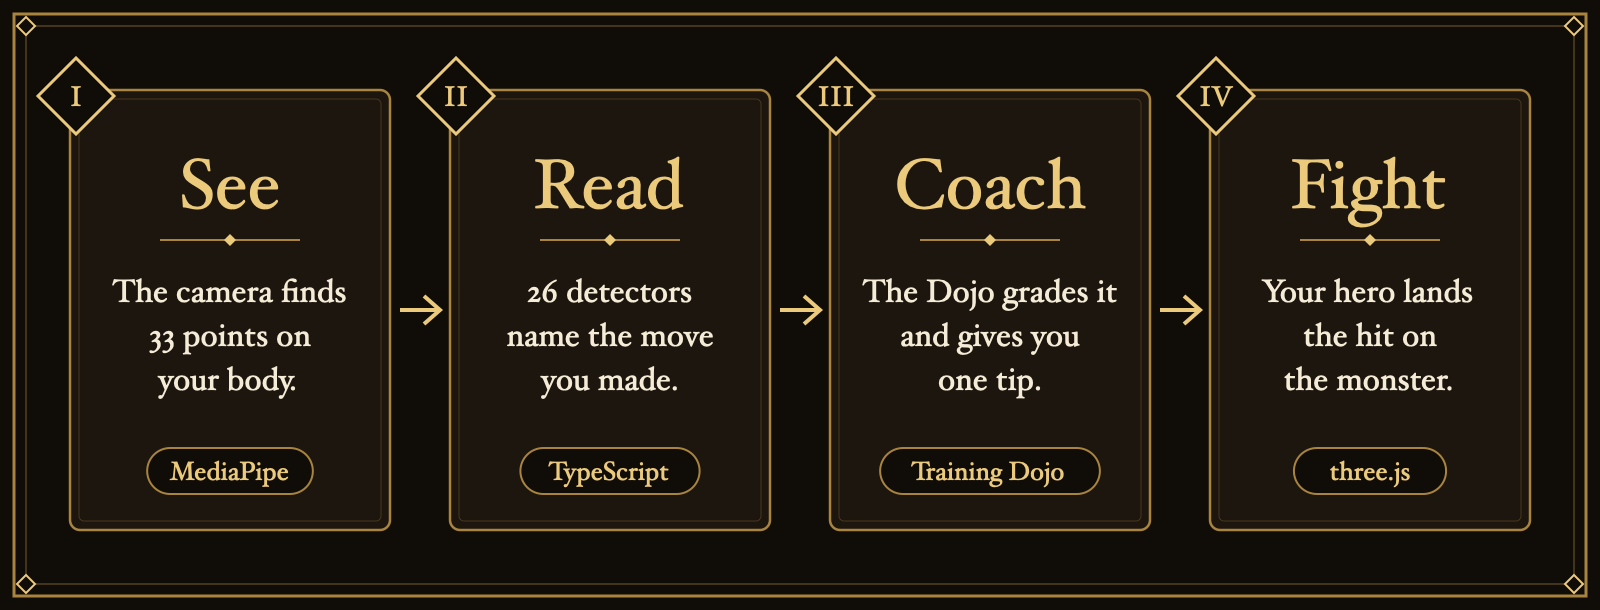 I
See
The camera finds
33 points on
your body.
MediaPipe
II
Read
26 detectors
name the move
you made.
TypeScript
III
Coach
The Dojo grades it
and gives you
one tip.
Training Dojo
IV
Fight
Your hero lands
the hit on
the monster.
three.js